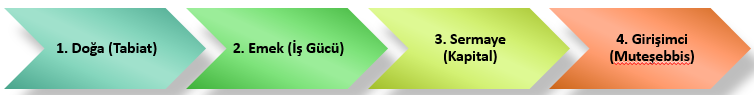 1. Doğa (Tabiat)
2. Emek (İş Gücü)
3. Sermaye
(Kapital)
4. Girişimci
(Muteşebbis)